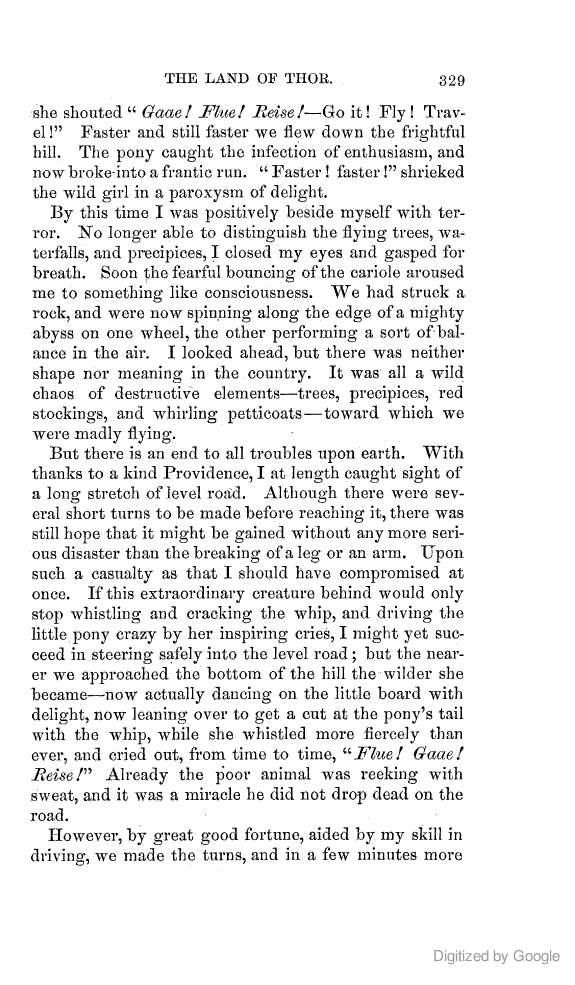 THE LAND OF THOR. 329
she shouted “ Gaae! Flue! Reise!—Go it! Fly! Trav-
el!” Faster and still faster we flew down the frightful
hill. The pony caught the infection of enthusiasm, and
now broke into a frantic run. “ Faster! faster!” shrieked
the wild girl in a paroxysm of delight.
By this time I was positively beside myself with ter-
ror. No longer able to distinguish the flying trees, wa-
terfalls, and precipices, I closed my eyes and gasped for
breath. Soon the fearful bouncing of the cariole aroused
me to something like consciousness. We had struck a
rock, and were now spinning along the edge of a mighty
abyss on one wheel, the other performing a sort of bal-
ance in the air. I looked ahead, but there was neither
shape nor meaning in the country. It was all a wild
chaos of destructive elements—trees, precipices, red
stockings, and whirling petticoats—toward which we
were madly flying.
But there is an end to all troubles upon earth. With
thanks to a kind Providence, I at length caught sight of
a long stretch of level road. Although there were sev-
eral short turns to be made before reaching it, there was
still hope that it might be gained without any more seri-
ous disaster than the breaking of a leg or an arm. Upon
such a casualty as that I should have compromised at
once. If this extraordinary creature behind would only
stop whistling and cracking the whip, and driving the
little pony crazy by her inspiring cries, I might yet suc-
ceed in steering safely into the level road; but the near-
er we approached the bottom of the hill the wilder she
became—now actually dancing on the little board with
delight, now leaning over to get a cut at the pony’s tail
with the whip, while she whistled more fiercely than
ever, and cried out, from time to time, “Flue! Gaae!
Reise!” Already the poor animal was reeking with
sweat, and it was a miracle he did not drop dead on the
road.
However, by great good fortune, aided by my skill in
driving, we made the turns, and in a few minutes more
Digitized by Google